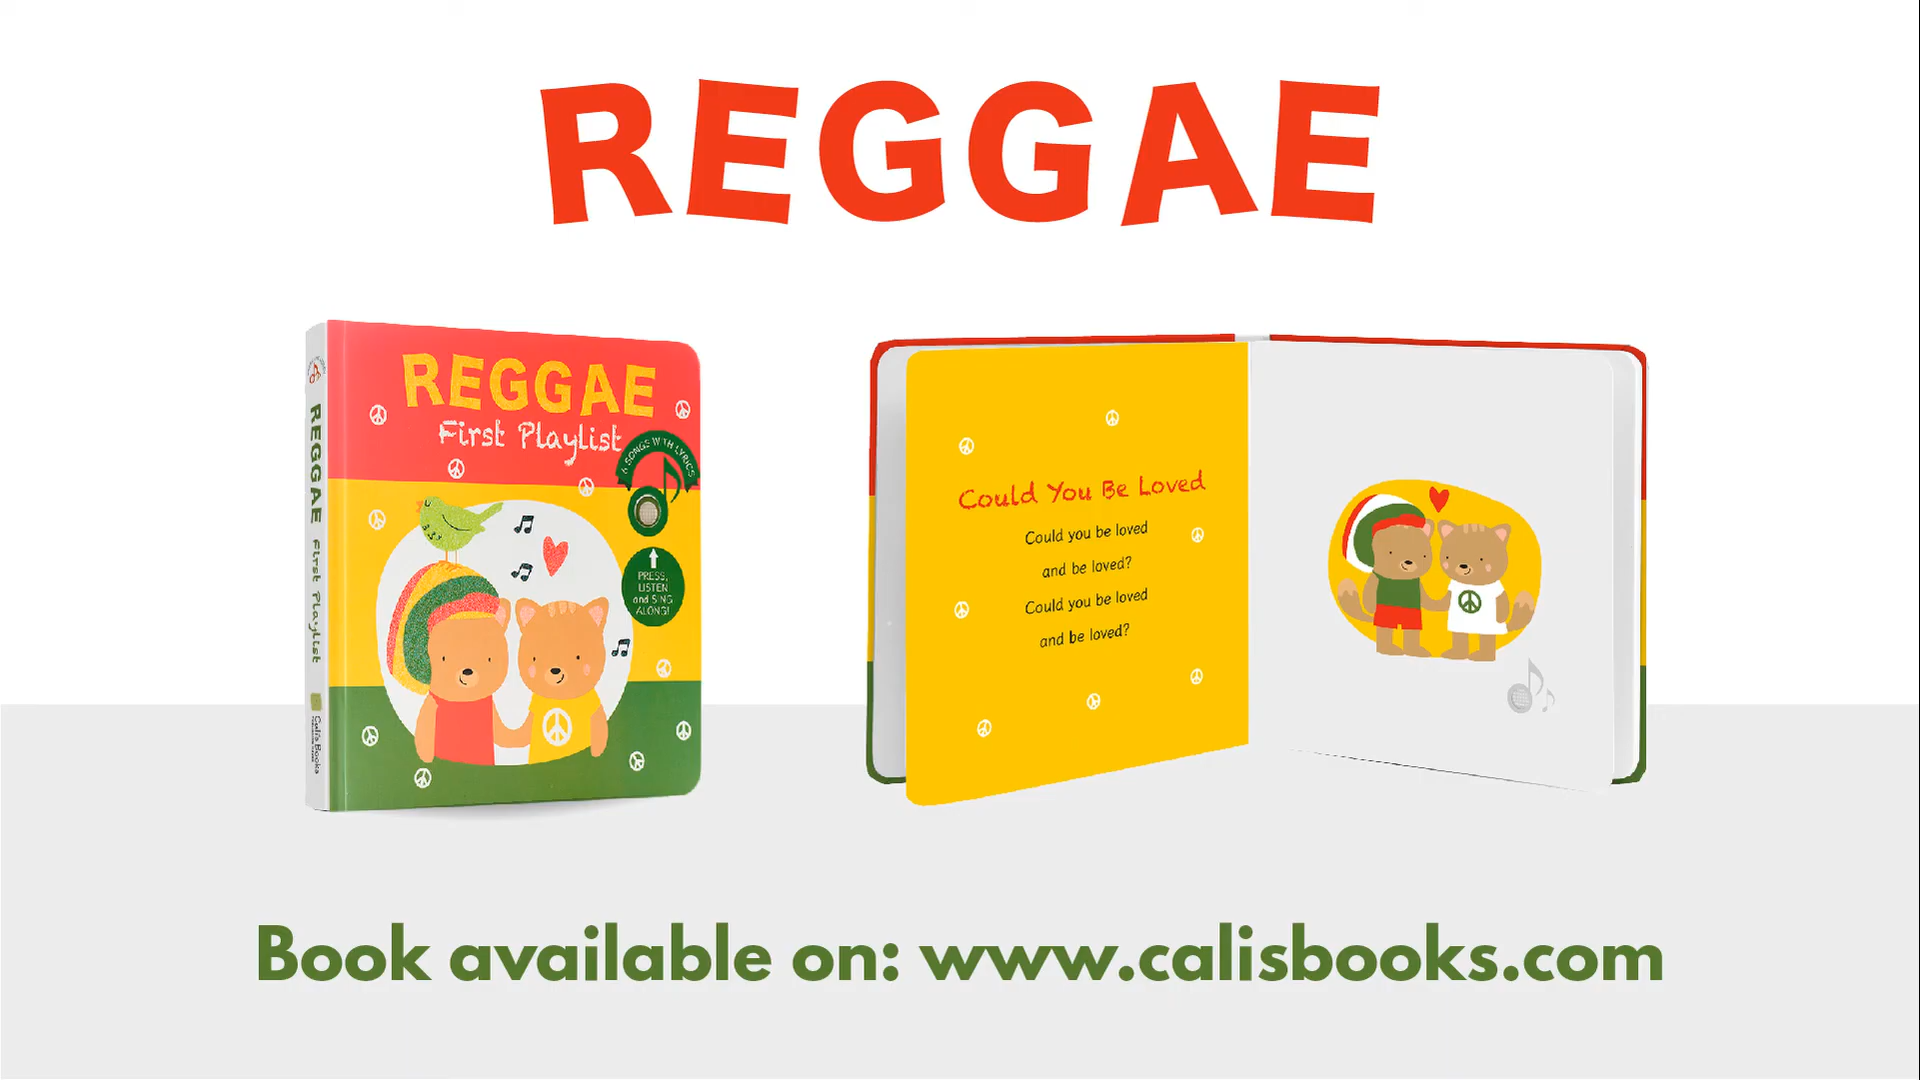 REGGAE
REGGAE
First Playlist
6 SONGS WITH LYRICS
PRESS,
LISTEN
and SING
ALONG!
REGGAE First Playlist
Cali's Books
Could You Be Loved
Could you be loved
and be loved?
Could you be loved
and be loved?
Book available on: www.calisbooks.com